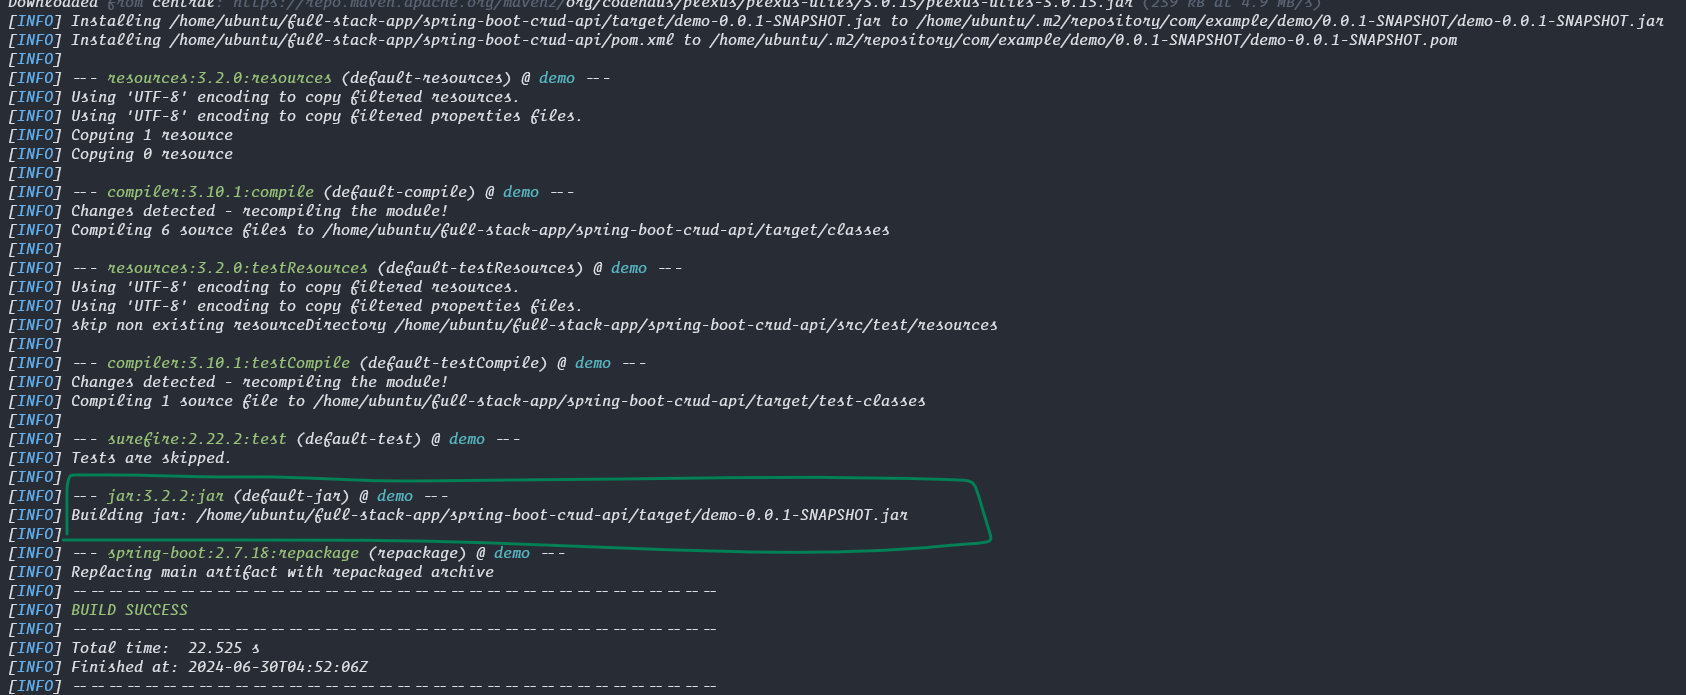 Downloaded from central: https://repo.maven.apache.org/maven2/org/codehaus/plexus/plexus-utils/3.0.15/plexus-utils-3.0.15.jar (239 kB at 4.9 MB/s)
[INFO] Installing /home/ubuntu/full-stack-app/spring-boot-crud-api/target/demo-0.0.1-SNAPSHOT.jar to /home/ubuntu/.m2/repository/com/example/demo/0.0.1-SNAPSHOT/demo-0.0.1-SNAPSHOT.jar
[INFO] Installing /home/ubuntu/full-stack-app/spring-boot-crud-api/pom.xml to /home/ubuntu/.m2/repository/com/example/demo/0.0.1-SNAPSHOT/demo-0.0.1-SNAPSHOT.pom
[INFO]
[INFO] --- resources:3.2.0:resources (default-resources) @ demo ---
[INFO] Using 'UTF-8' encoding to copy filtered resources.
[INFO] Using 'UTF-8' encoding to copy filtered properties files.
[INFO] Copying 1 resource
[INFO] Copying 0 resource
[INFO]
[INFO] --- compiler:3.10.1:compile (default-compile) @ demo ---
[INFO] Changes detected - recompiling the module!
[INFO] Compiling 6 source files to /home/ubuntu/full-stack-app/spring-boot-crud-api/target/classes
[INFO]
[INFO] --- resources:3.2.0:testResources (default-testResources) @ demo ---
[INFO] Using 'UTF-8' encoding to copy filtered resources.
[INFO] Using 'UTF-8' encoding to copy filtered properties files.
[INFO] skip non existing resourceDirectory /home/ubuntu/full-stack-app/spring-boot-crud-api/src/test/resources
[INFO]
[INFO] --- compiler:3.10.1:testCompile (default-testCompile) @ demo ---
[INFO] Changes detected - recompiling the module!
[INFO] Compiling 1 source file to /home/ubuntu/full-stack-app/spring-boot-crud-api/target/test-classes
[INFO]
[INFO] --- surefire:2.22.2:test (default-test) @ demo ---
[INFO] Tests are skipped.
[INFO]
[INFO] --- jar:3.2.2:jar (default-jar) @ demo ---
[INFO] Building jar: /home/ubuntu/full-stack-app/spring-boot-crud-api/target/demo-0.0.1-SNAPSHOT.jar
[INFO]
[INFO] --- spring-boot:2.7.18:repackage (repackage) @ demo ---
[INFO] Replacing main artifact with repackaged archive
[INFO] ------------------------------------------------------------------------
[INFO] BUILD SUCCESS
[INFO] ------------------------------------------------------------------------
[INFO] Total time:  22.525 s
[INFO] Finished at: 2024-06-30T04:52:06Z
[INFO] ------------------------------------------------------------------------